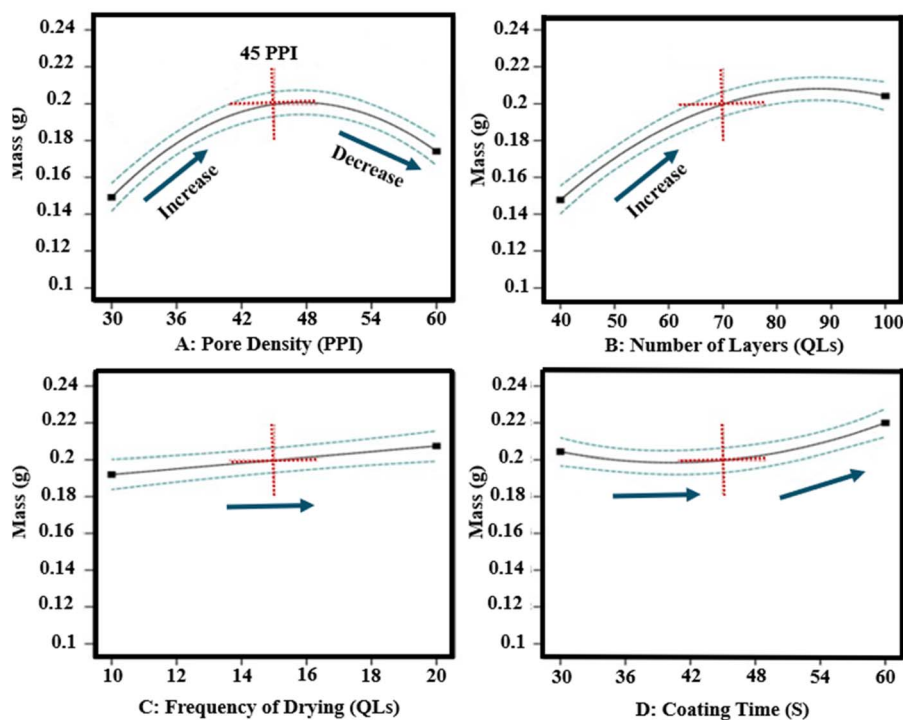 0.24
0.22
0.2
0.18
0.16
0.14
0.12
0.1
Mass (g)
45 PPI
Increase
Decrease
30 36 42 48 54 60
A: Pore Density (PPI)
0.24
0.22
0.2
0.18
0.16
0.14
0.12
0.1
Mass (g)
Increase
40 50 60 70 80 90 100
B: Number of Layers (QLs)
0.24
0.22
0.2
0.18
0.16
0.14
0.12
0.1
Mass (g)
10 12 14 16 18 20
C: Frequency of Drying (QLs)
0.24
0.22
0.2
0.18
0.16
0.14
0.12
0.1
Mass (g)
30 36 42 48 54 60
D: Coating Time (S)